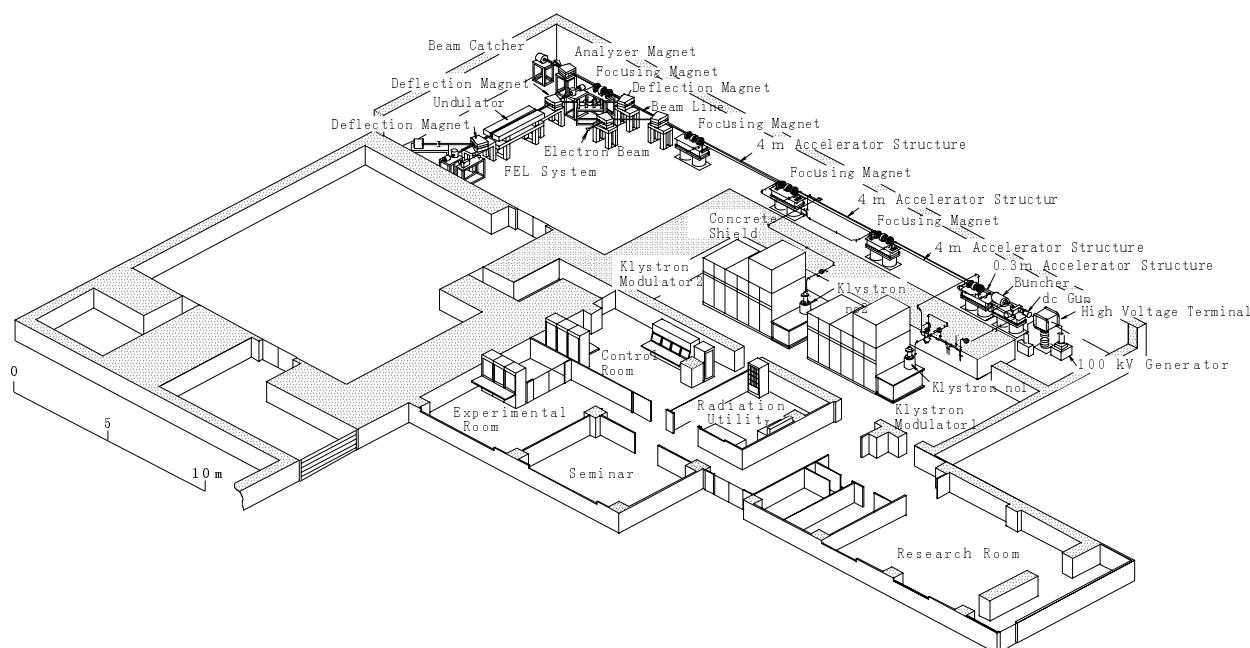 Beam Catcher
Analyzer Magnet
Focusing Magnet
Deflection Magnet
Deflection Magnet
Undulator
Beam Line
Deflection Magnet
Focusing Magnet
Electron Beam
4 m Accelerator Structure
FEL System
Focusing Magnet
4 m Accelerator Structur
Concrete
Shield
Focusing Magnet
4 m Accelerator Structure
Klystron
Modulator2
0.3m Accelerator Structure
Buncher
Klystron
no2
dc Gun
High Voltage Terminal
Control
Room
100 kV Generator
0
Klystron no1
Experimental
Room
Radiation
Utility
Klystron
Modulator1
5
10 m
Seminar
Research Room